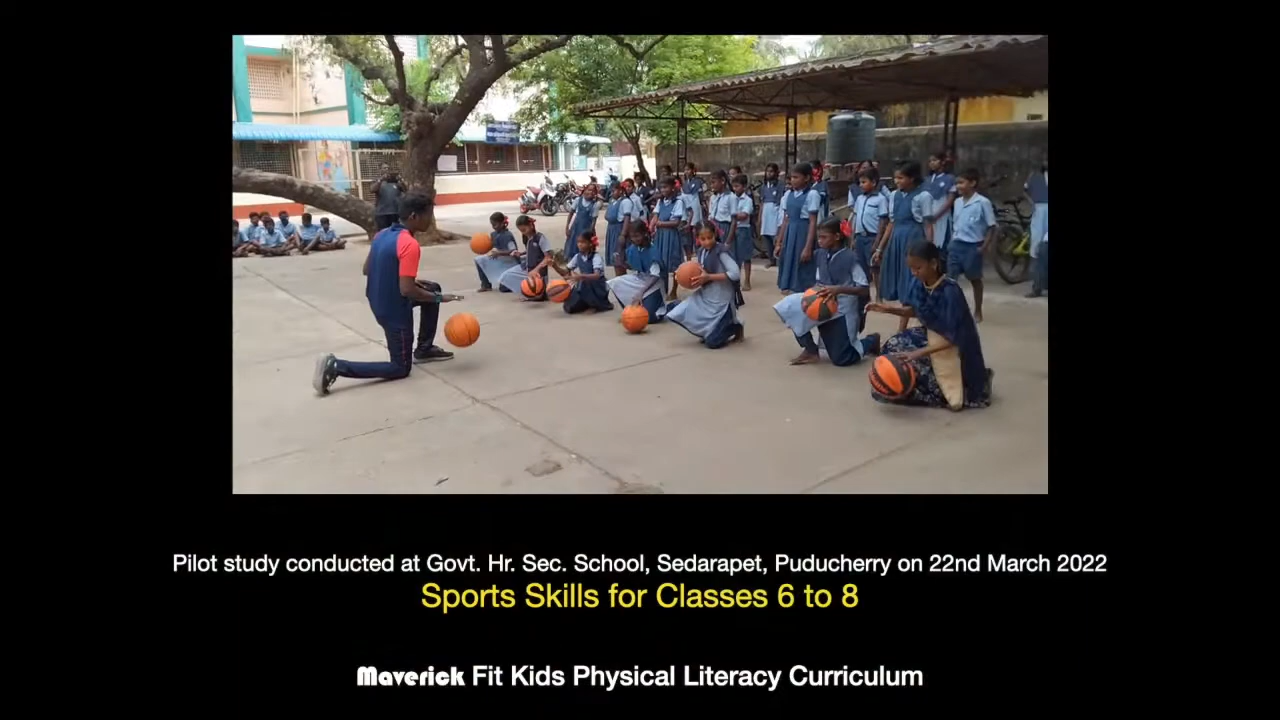 Pilot study conducted at Govt. Hr. Sec. School, Sedarapet, Puducherry on 22nd March 2022
Sports Skills for Classes 6 to 8
Maverick Fit Kids Physical Literacy Curriculum